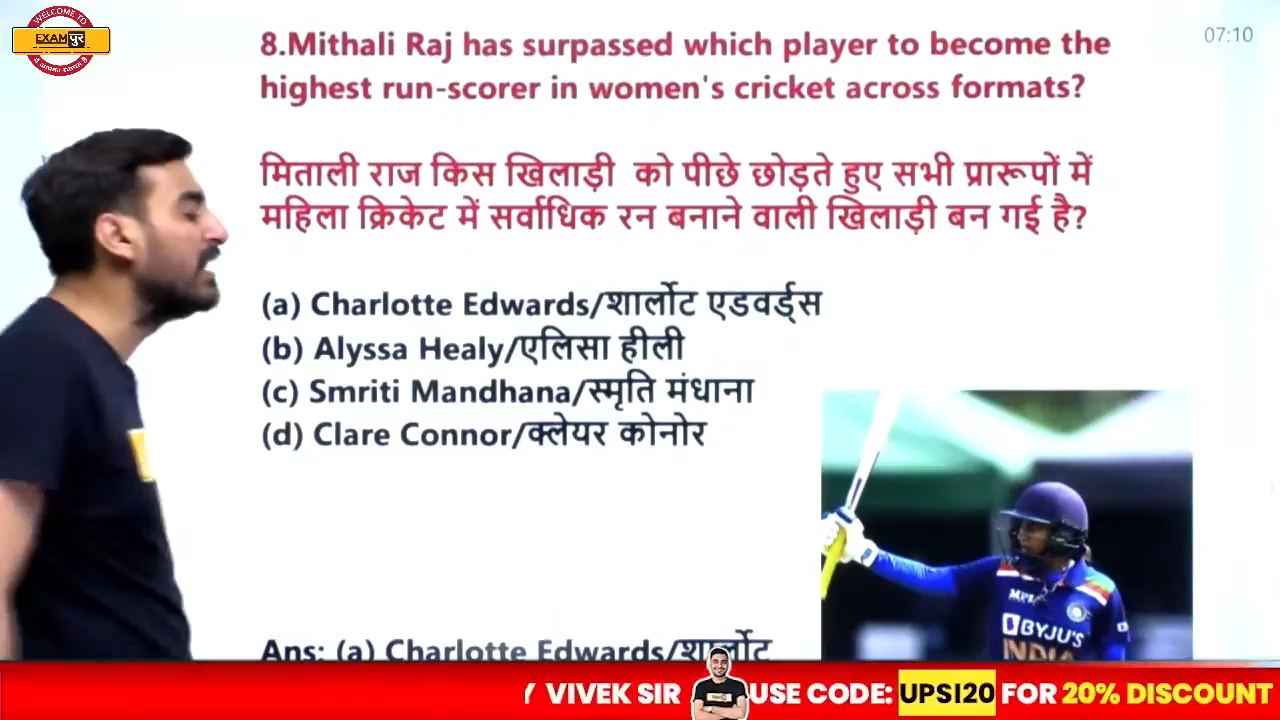 WELCOME TO
EXAMपुर
07:10
8.Mithali Raj has surpassed which player to become the
highest run-scorer in women's cricket across formats?
मिताली राज किस खिलाड़ी को पीछे छोड़ते हुए सभी प्रारूपों में
महिला क्रिकेट में सर्वाधिक रन बनाने वाली खिलाड़ी बन गई है?
(a) Charlotte Edwards/शार्लोट एडवर्ड्स
(b) Alyssa Healy/एलिसा हीली
(c) Smriti Mandhana/स्मृति मंधाना
(d) Clare Connor/क्लेयर कोनोर
MPL
BYJU'S
INDIA
Ans: (a) Charlotte Edwards/शार्लोट
Y VIVEK SIR USE CODE: UPSI20 FOR 20% DISCOUNT